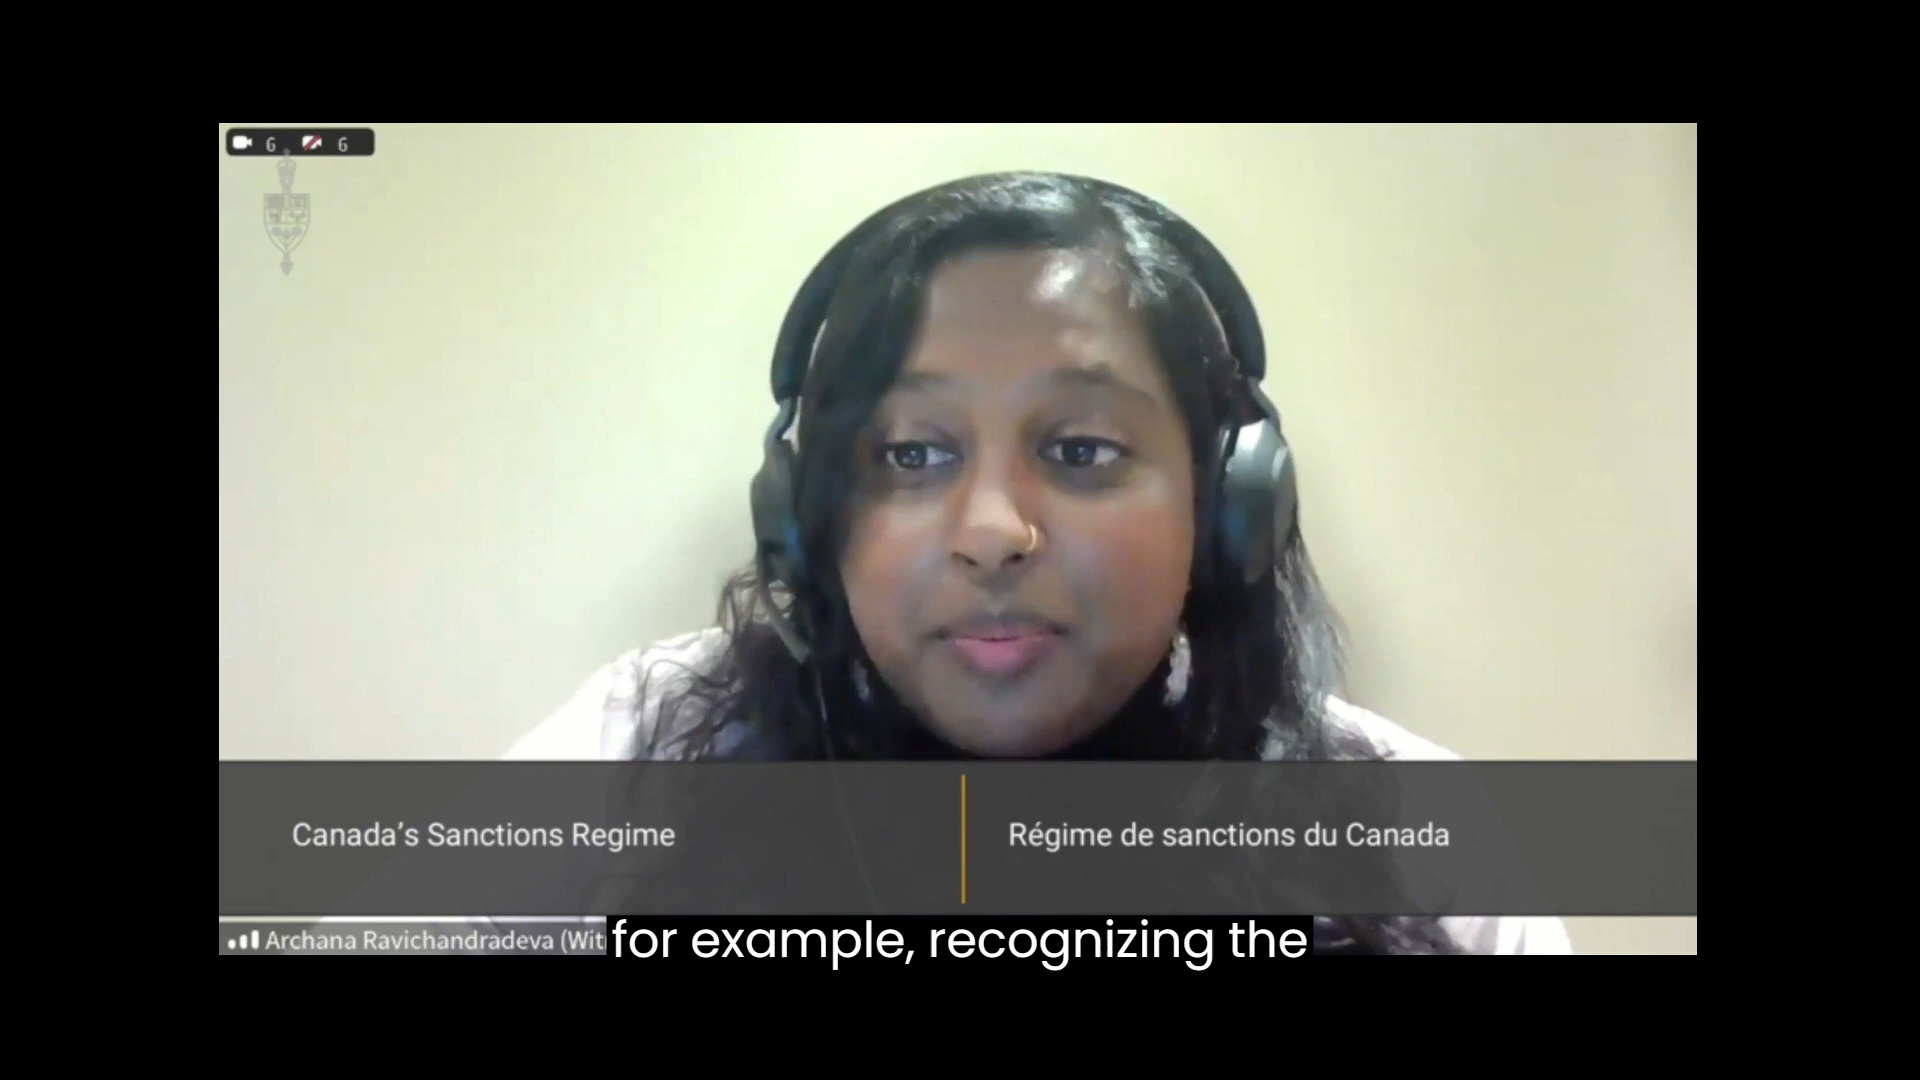 6 6
Canada's Sanctions Regime
Régime de sanctions du Canada
Archana Ravichandradeva (Wit
for example, recognizing the